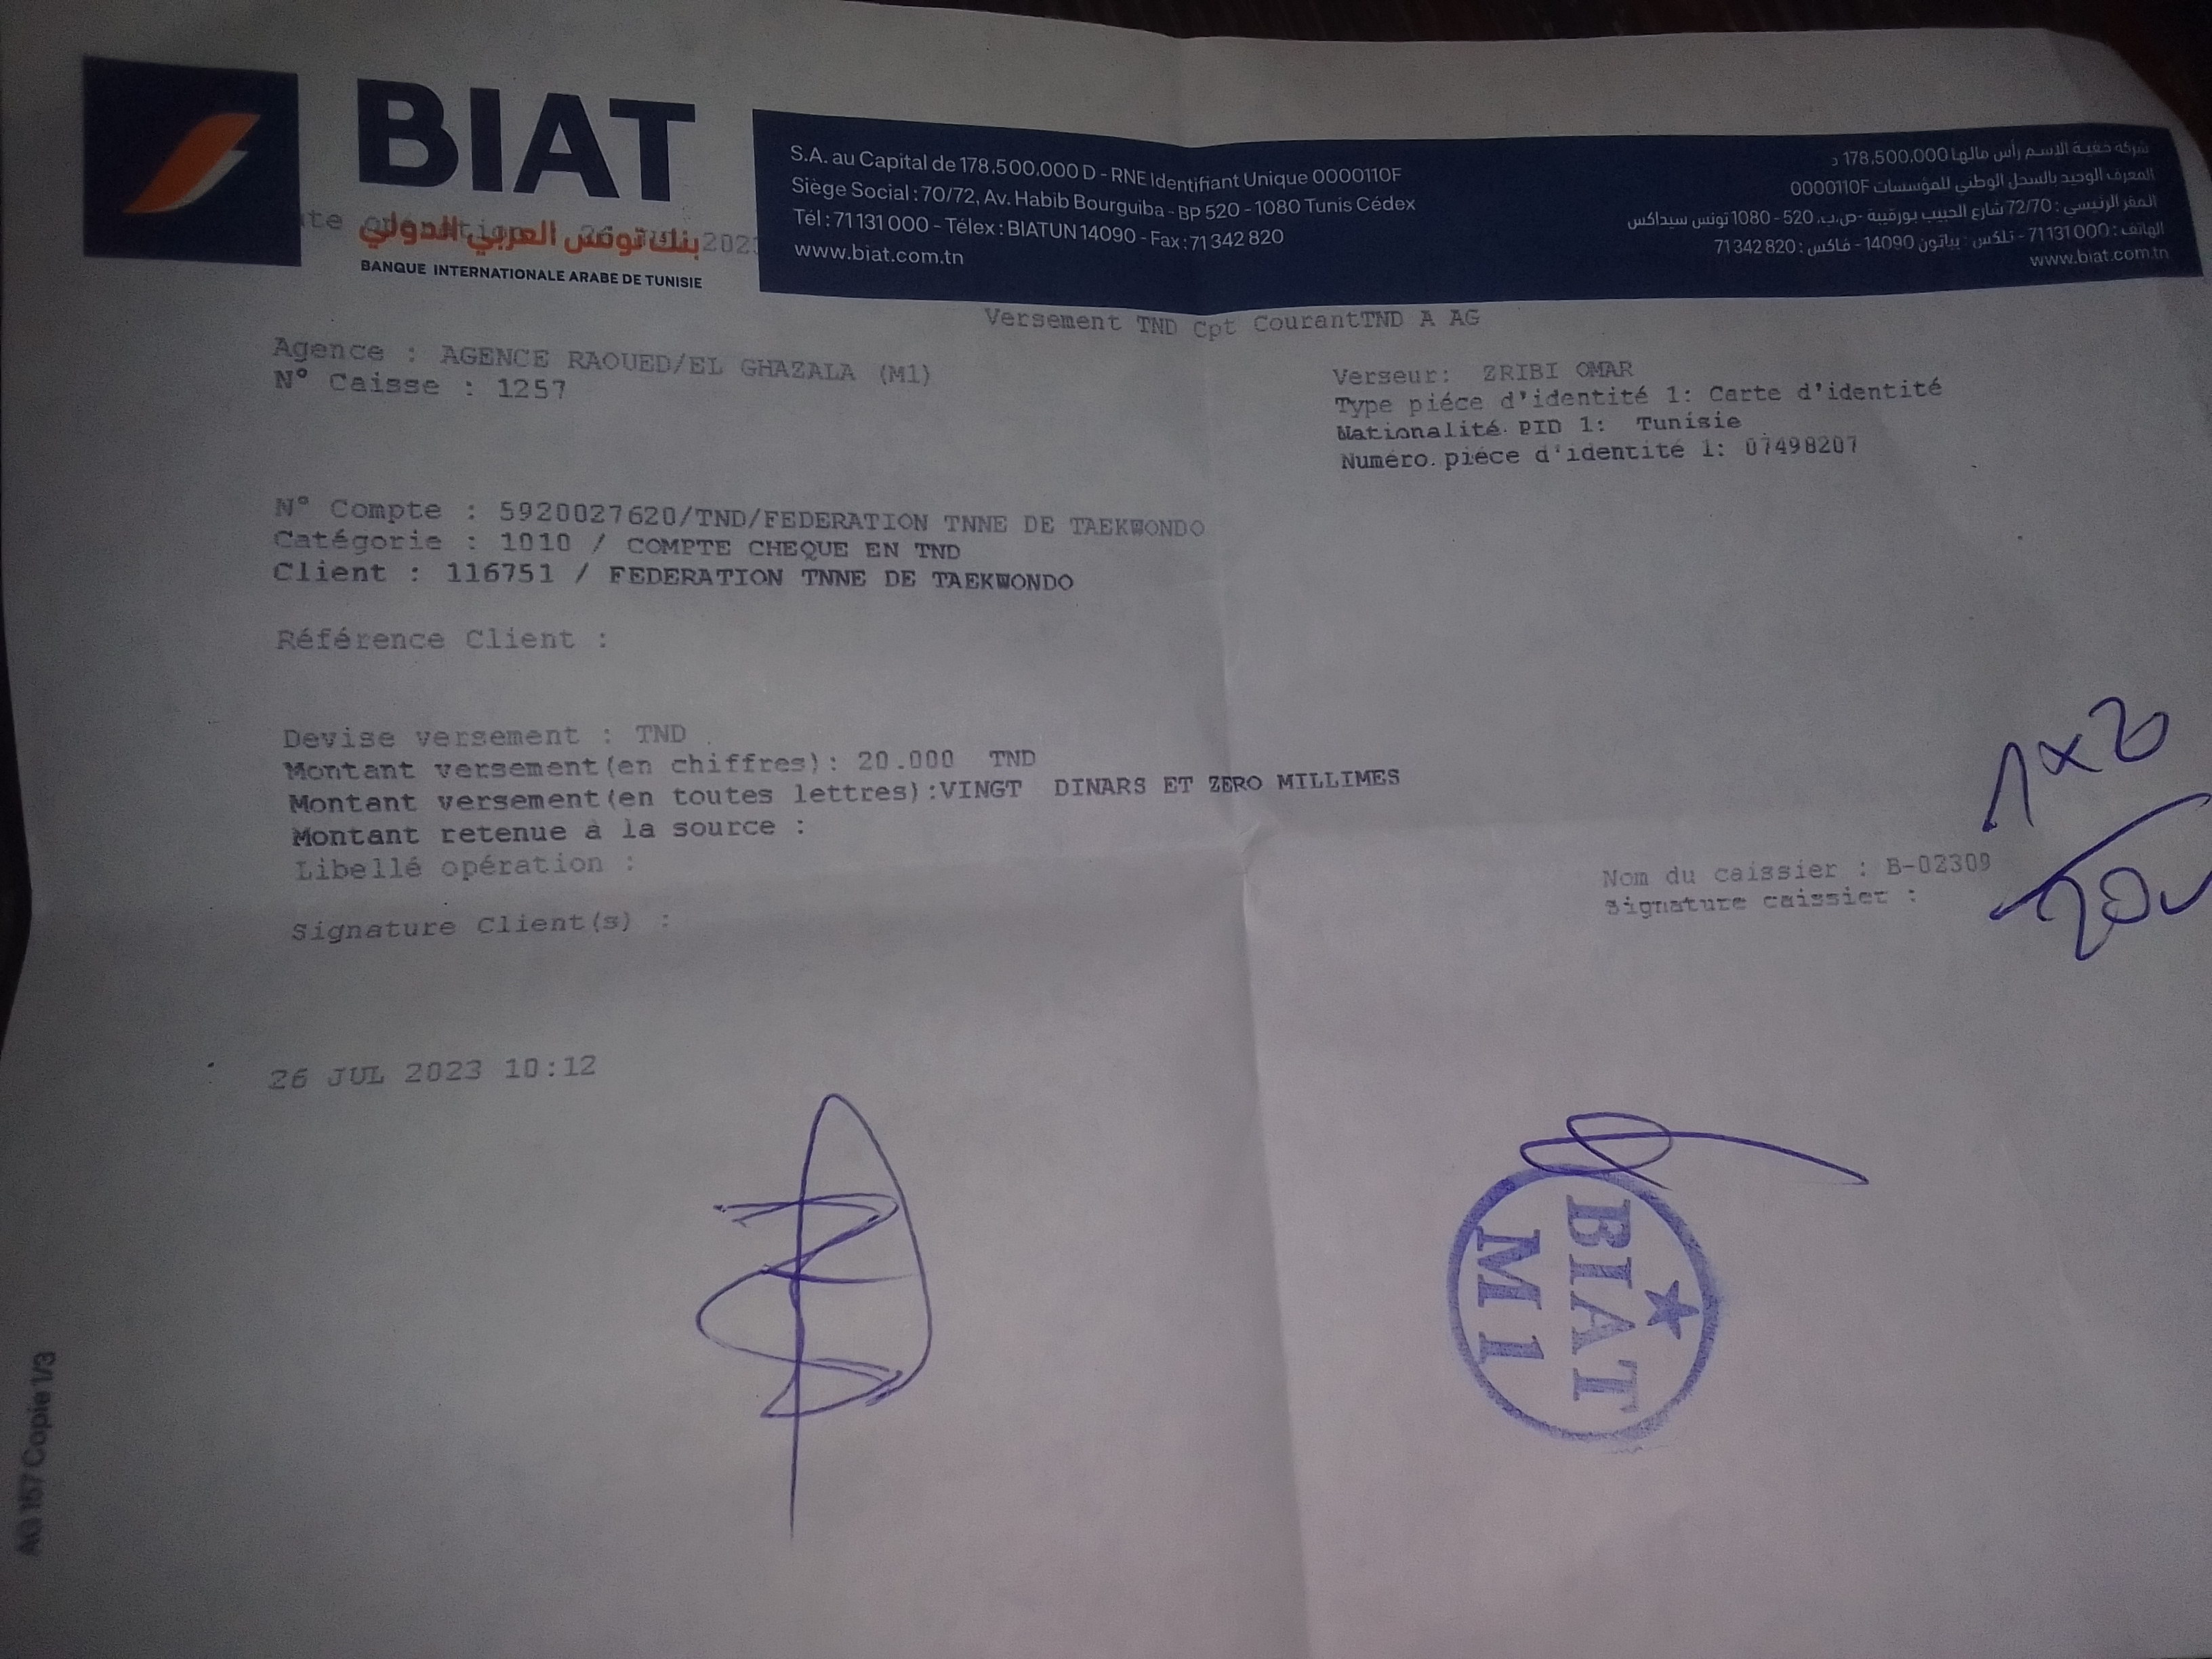 BIAT
بنك تونس العربي الدولي
BANQUE INTERNATIONALE ARABE DE TUNISIE
2023
S.A. au Capital de 178.500.000 D - RNE Identifiant Unique 0000110F
Siège Social : 70/72, Av. Habib Bourguiba - BP 520 - 1080 Tunis Cédex
Tél : 71 131 000 - Télex : BIATUN 14090 - Fax : 71 342 820
www.biat.com.tn
شركة خفية الإسم رأس مالها 178.500.000 د
المعرف الوحيد بالسجل الوطني للمؤسسات 0000110F
المقر الرئيسي : 72/70 شارع الحبيب بورقيبة -ص.ب. 520 - 1080 تونس سيداكس
الهاتف : 71131000 - تلكس : بياتون 14090 - فاكس : 71342820
www.biat.com.tn
Versement TND Cpt CourantTND A AG
Agence : AGENCE RAOUED/EL GHAZALA (M1)
N° Caisse : 1257
Verseur: ZRIBI OMAR
Type piéce d'identité 1: Carte d'identité
Nationalité PID 1: Tunisie
Numéro piéce d'identité 1: 07498207
N° Compte : 5920027620/TND/FEDERATION TNNE DE TAEKWONDO
Catégorie : 1010 / COMPTE CHEQUE EN TND
Client : 116751 / FEDERATION TNNE DE TAEKWONDO
Référence Client :
Devise versement : TND
Montant versement(en chiffres): 20.000 TND
Montant versement(en toutes lettres):VINGT DINARS ET ZERO MILLIMES
Montant retenue à la source :
Libellé opération :
1x20
Nom du caissier : B-02309
Signature caissier :
Signature Client(s) :
26 JUL 2023 10:12
BIAT
M1
AG 157 Copie 1/3